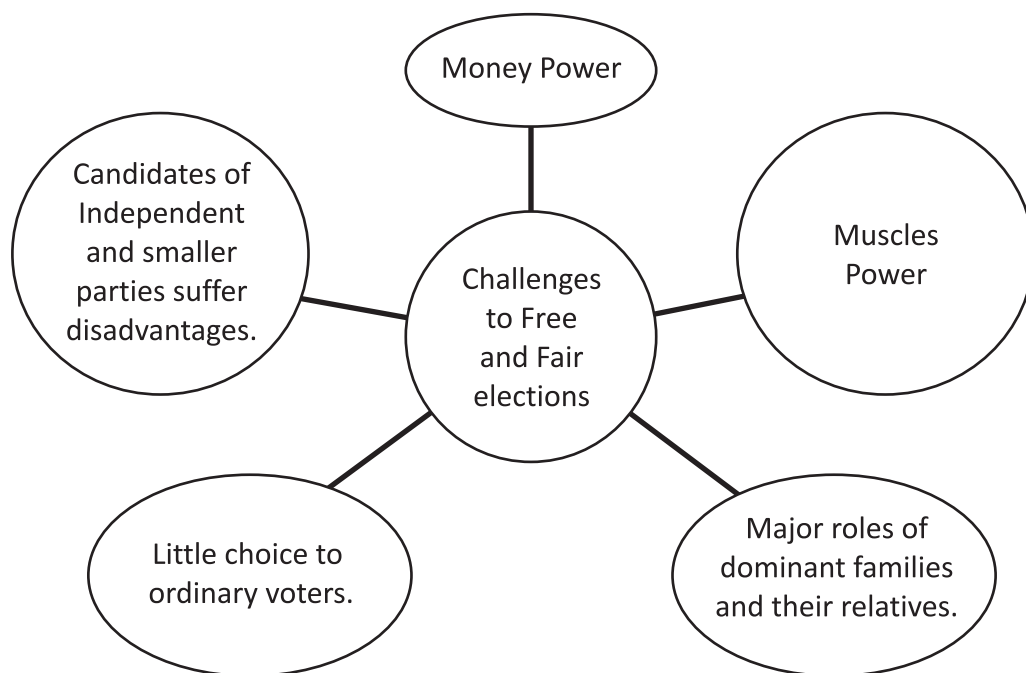 Money Power
Candidates of
Independent
and smaller
parties suffer
disadvantages.
Muscles
Power
Challenges
to Free
and Fair
elections
Little choice to
ordinary voters.
Major roles of
dominant families
and their relatives.